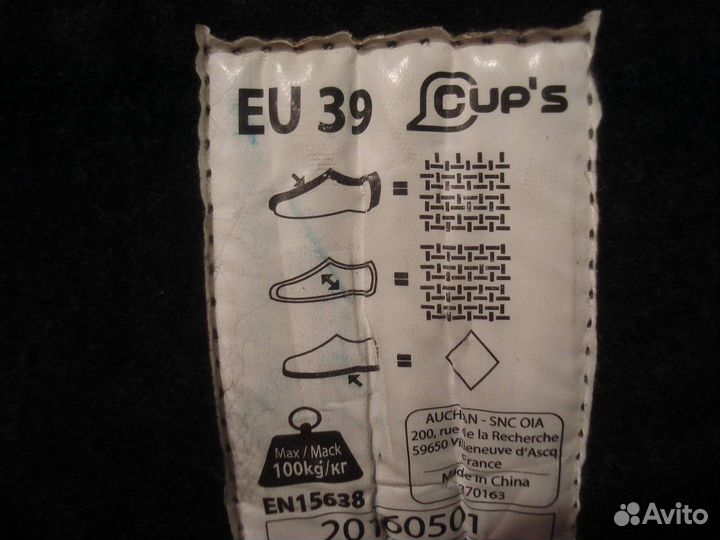 EU 39
CUP'S
Max / Mack
100kg/кг
EN15638
AUCHAN - SNC OIA
200, rue de la Recherche
59650 Villeneuve d'Ascq
France
Made in China
870163
20160501
Avito